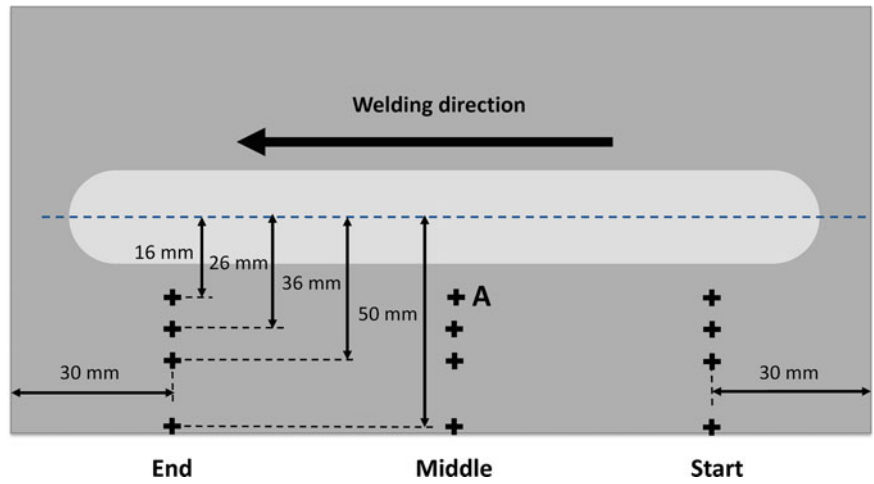 Welding direction
16 mm
26 mm
36 mm
50 mm
A
30 mm
30 mm
End
Middle
Start